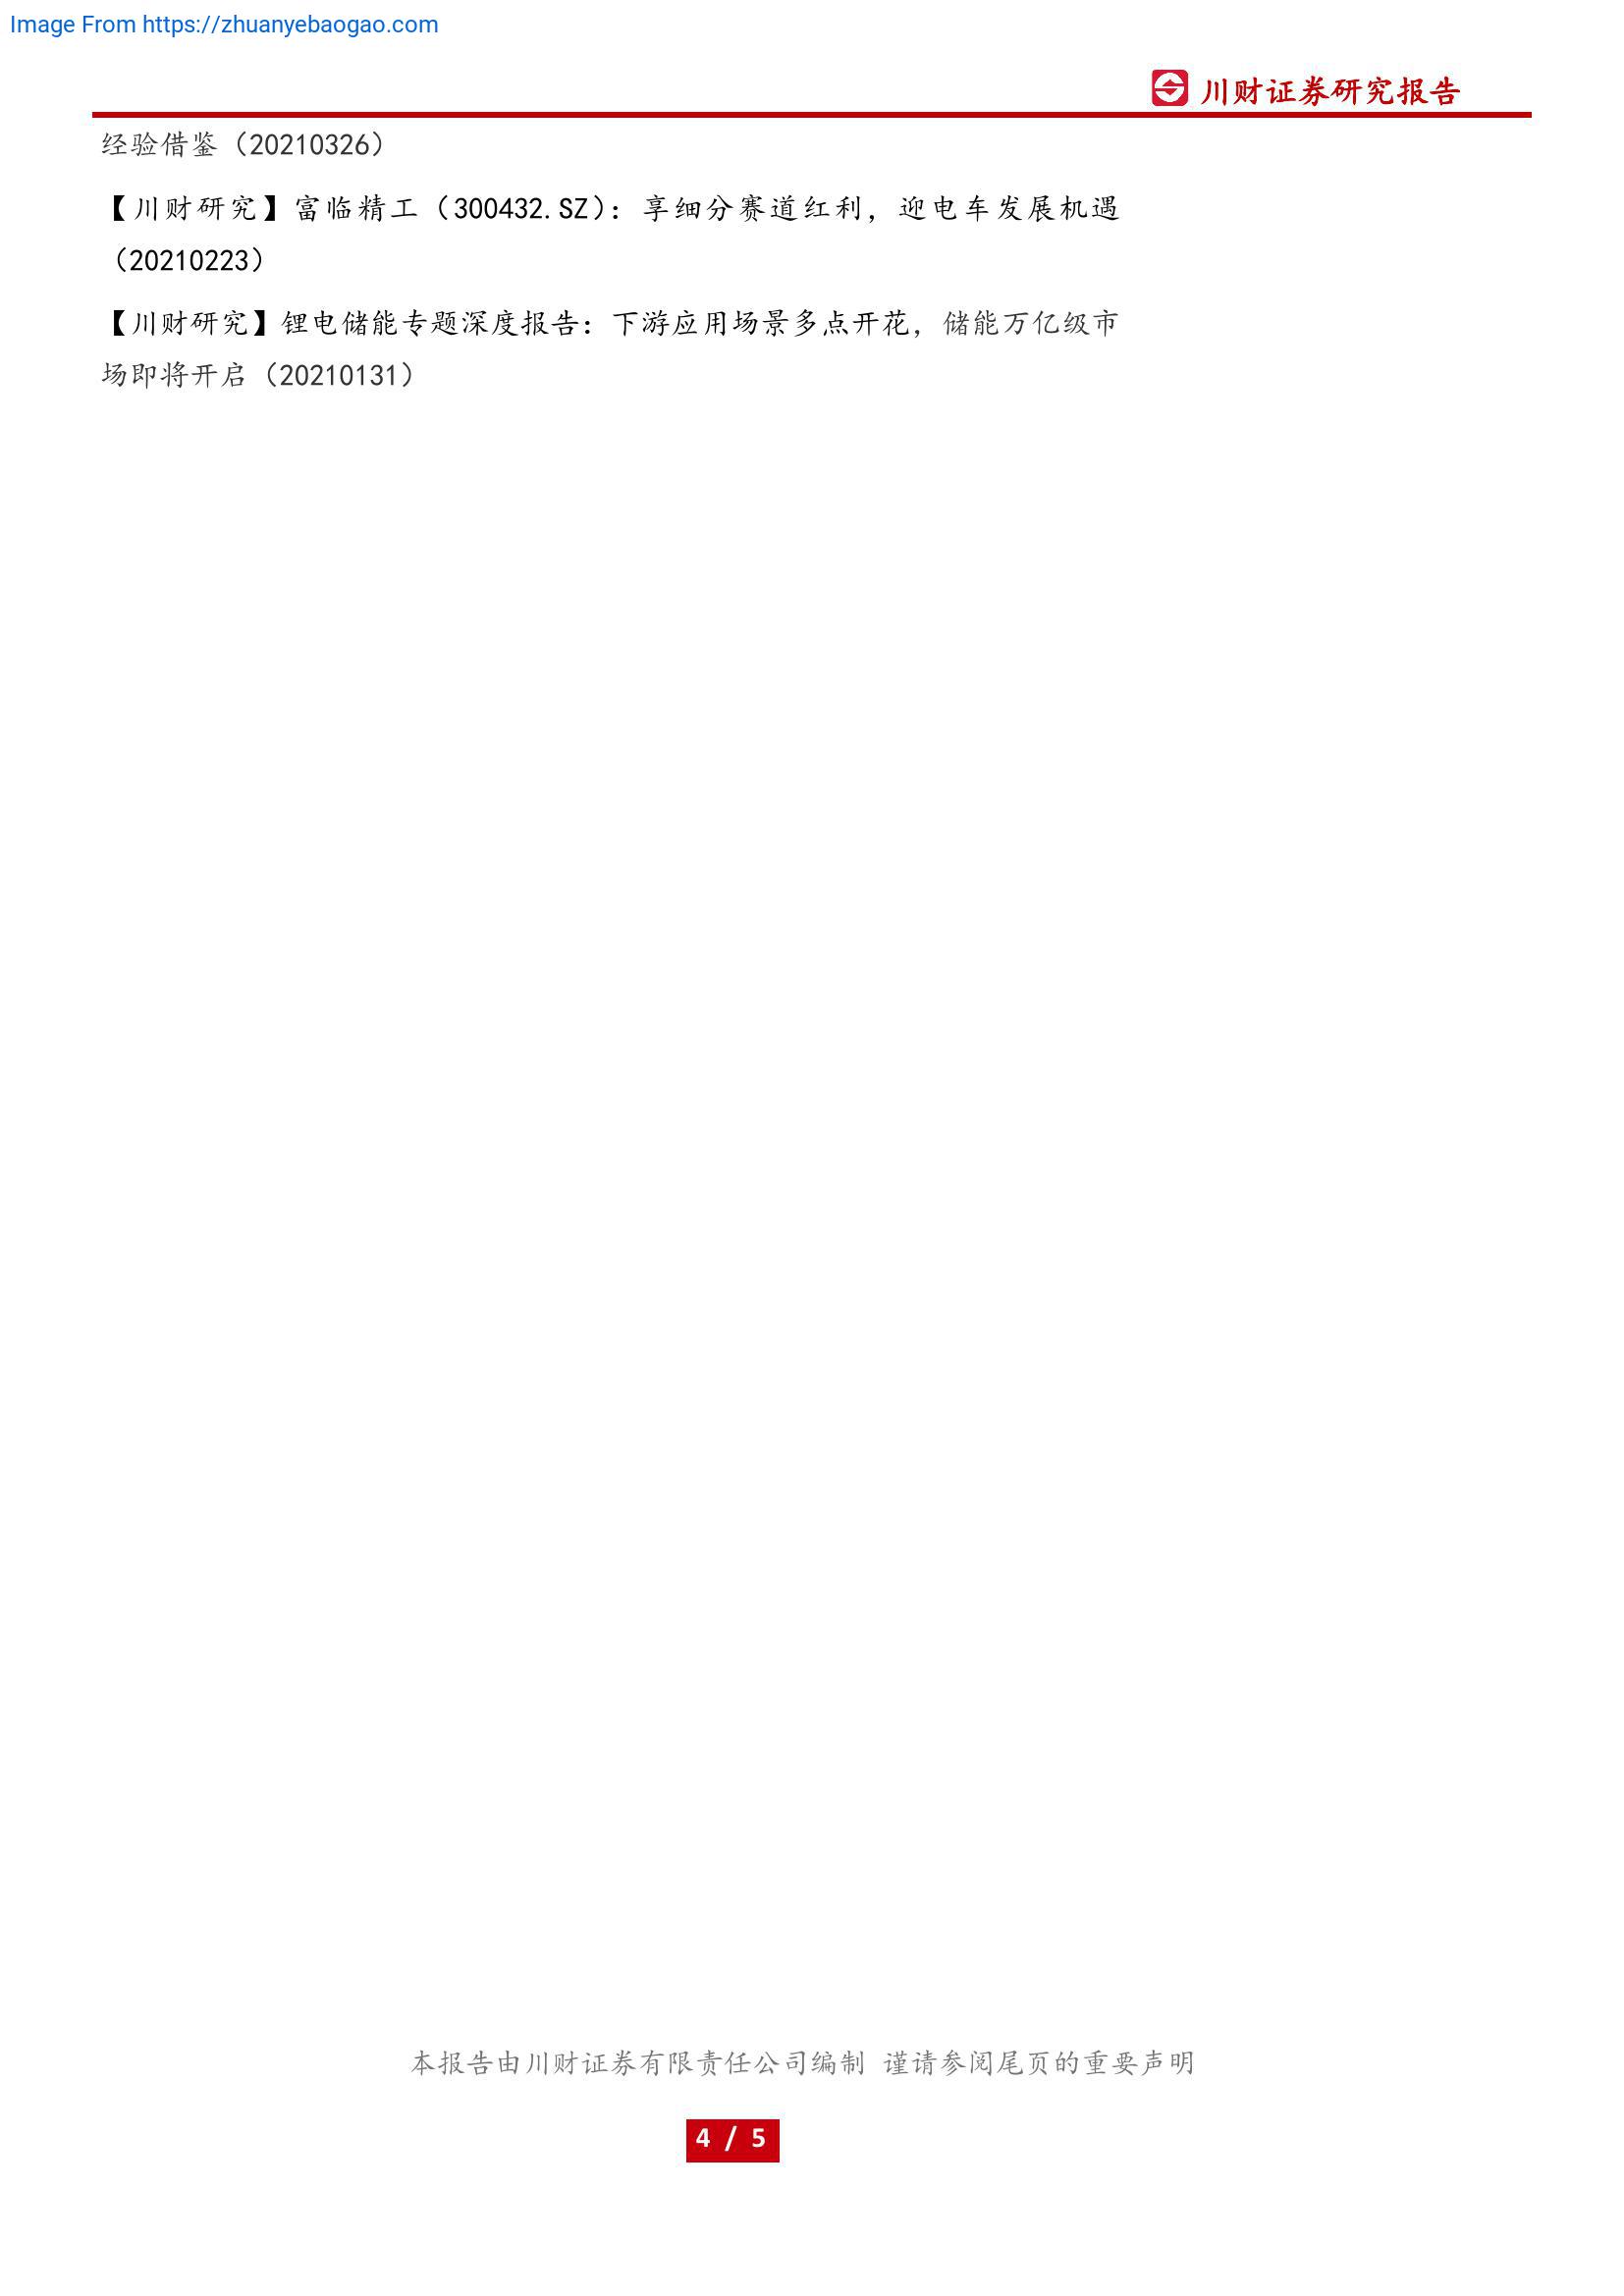 Image From https://zhuanyebaogao.com
川财证券研究报告
经验借鉴（20210326）
【川财研究】富临精工（300432.SZ）：享细分赛道红利，迎电车发展机遇
（20210223）
【川财研究】锂电储能专题深度报告：下游应用场景多点开花，储能万亿级市
场即将开启（20210131）
本报告由川财证券有限责任公司编制 谨请参阅尾页的重要声明
4 / 5